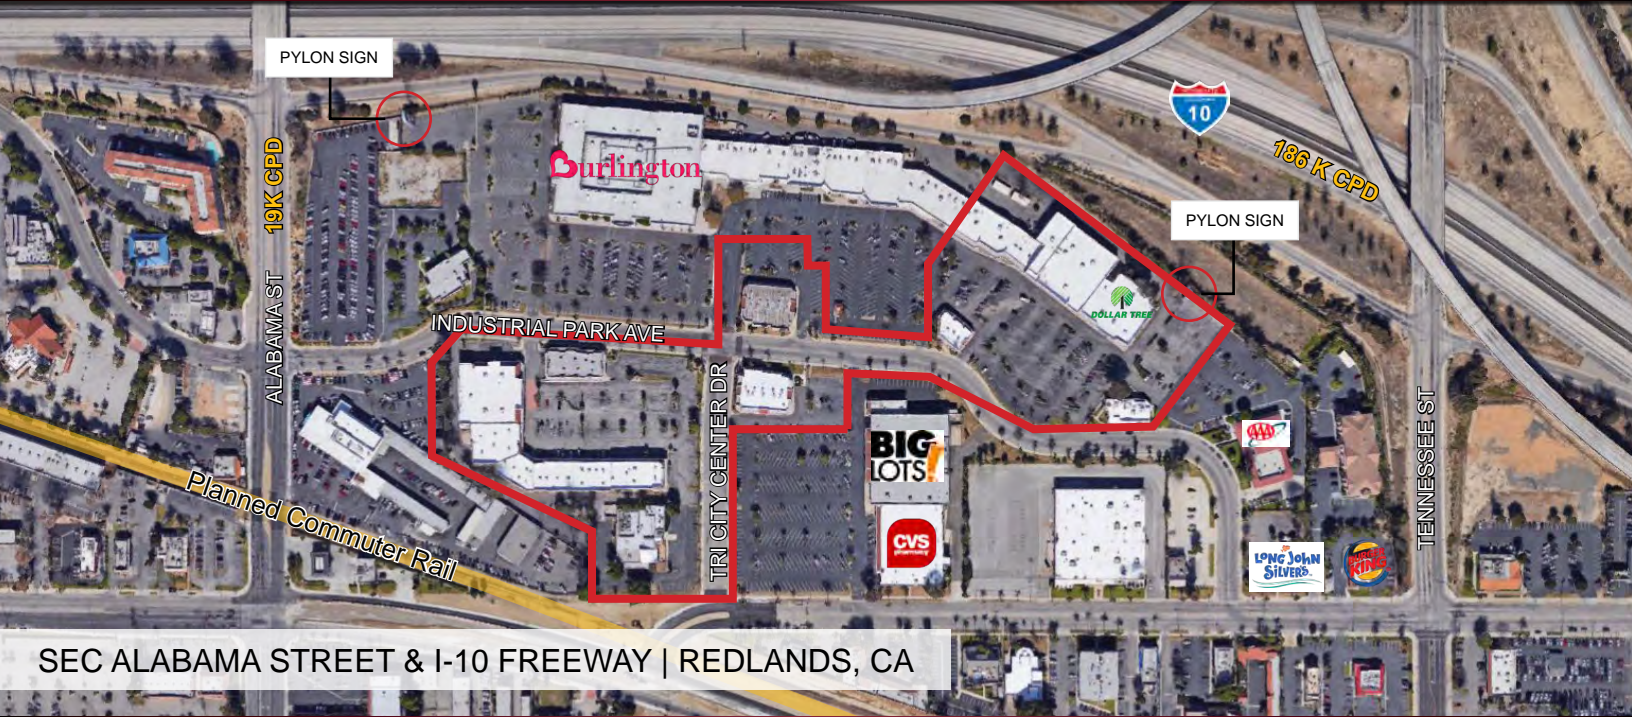 PYLON SIGN
10
186 K CPD
19K CPD
Burlington
PYLON SIGN
ALABAMA ST
INDUSTRIAL PARK AVE
DOLLAR TREE
TRI CITY CENTER DR
BIG
LOTS!
AAA
TENNESSEE ST
Planned Commuter Rail
CVS
pharmacy
LONG JOHN
SILVER'S
BURGER
KING
SEC ALABAMA STREET & I-10 FREEWAY | REDLANDS, CA